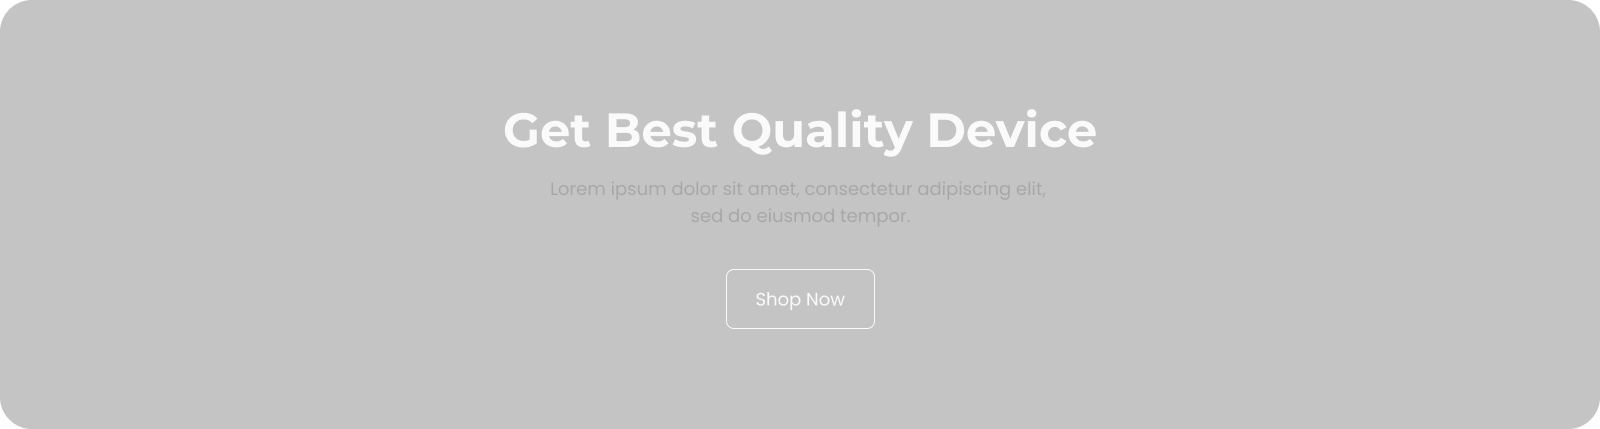 Get Best Quality Device
Lorem ipsum dolor sit amet, consectetur adipiscing elit,
sed do eiusmod tempor.
Shop Now